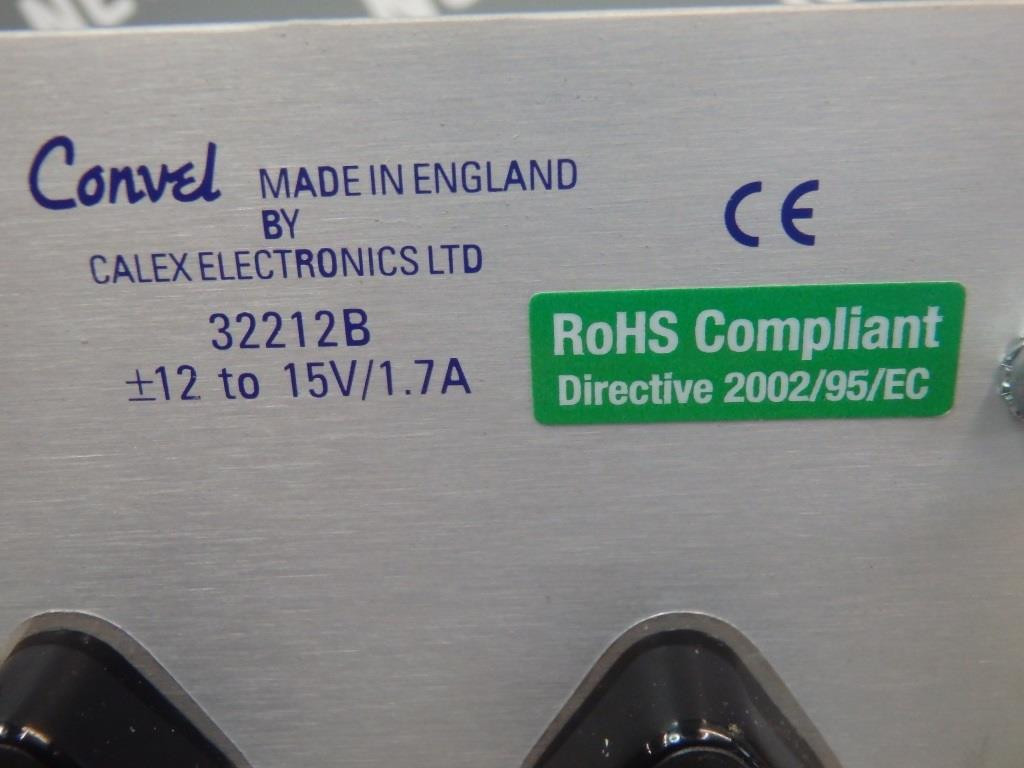 Convel MADE IN ENGLAND
BY
CALEX ELECTRONICS LTD
32212B
±12 to 15V/1.7A
CE
RoHS Compliant
Directive 2002/95/EC